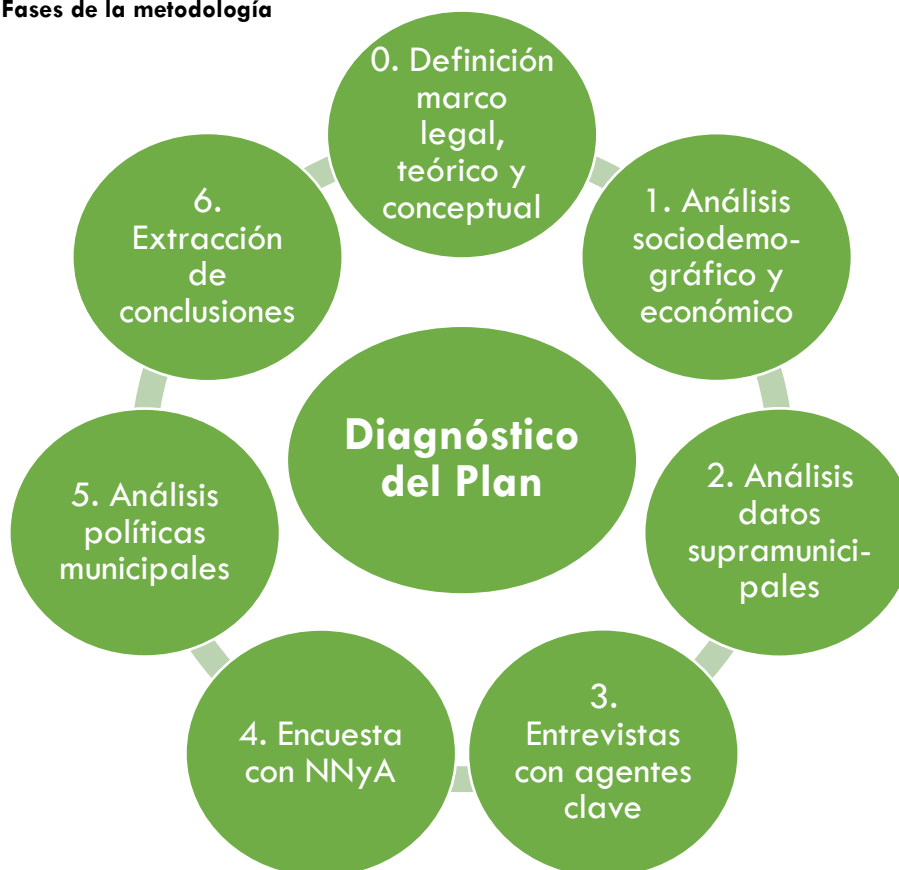 Fases de la metodología
0. Definición
marco
legal,
teórico y
conceptual
1. Análisis
sociodemo-
gráfico y
económico
2. Análisis
datos
supramunici-
pales
3.
Entrevistas
con agentes
clave
4. Encuesta
con NNyA
5. Análisis
políticas
municipales
6.
Extracción
de
conclusiones
Diagnóstico
del Plan